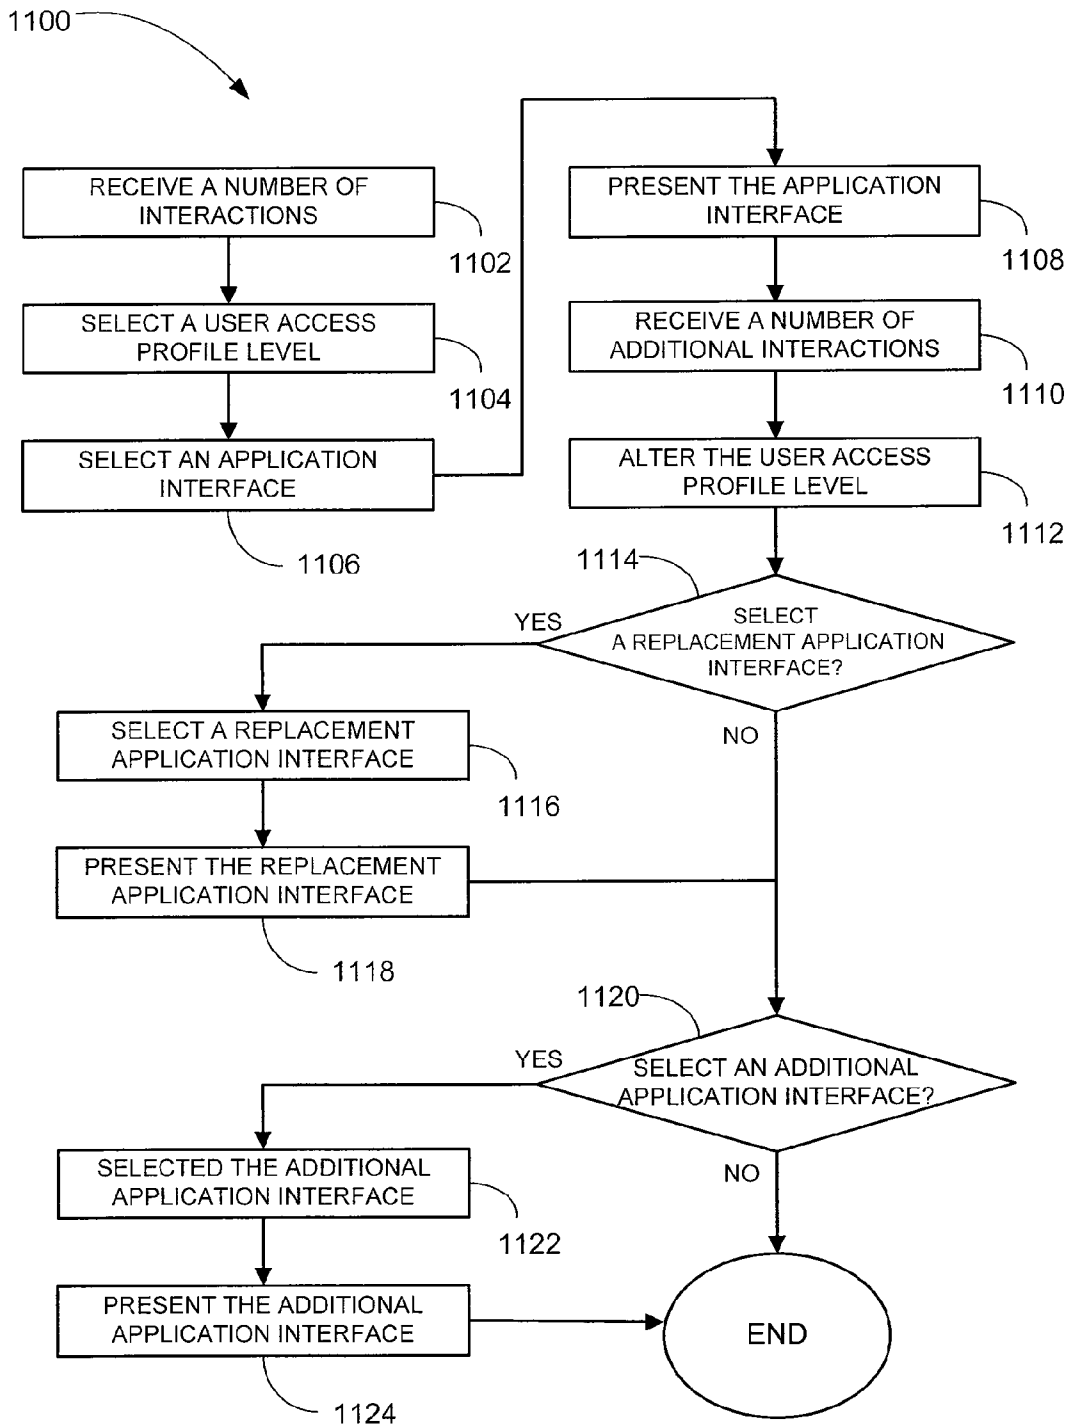 1100
RECEIVE A NUMBER OF
INTERACTIONS
1102
SELECT A USER ACCESS
PROFILE LEVEL
1104
SELECT AN APPLICATION
INTERFACE
1106
PRESENT THE APPLICATION
INTERFACE
1108
RECEIVE A NUMBER OF
ADDITIONAL INTERACTIONS
1110
ALTER THE USER ACCESS
PROFILE LEVEL
1112
1114
SELECT
A REPLACEMENT APPLICATION
INTERFACE?
YES
NO
SELECT A REPLACEMENT
APPLICATION INTERFACE
1116
PRESENT THE REPLACEMENT
APPLICATION INTERFACE
1118
1120
SELECT AN ADDITIONAL
APPLICATION INTERFACE?
YES
NO
SELECTED THE ADDITIONAL
APPLICATION INTERFACE
1122
PRESENT THE ADDITIONAL
APPLICATION INTERFACE
1124
END